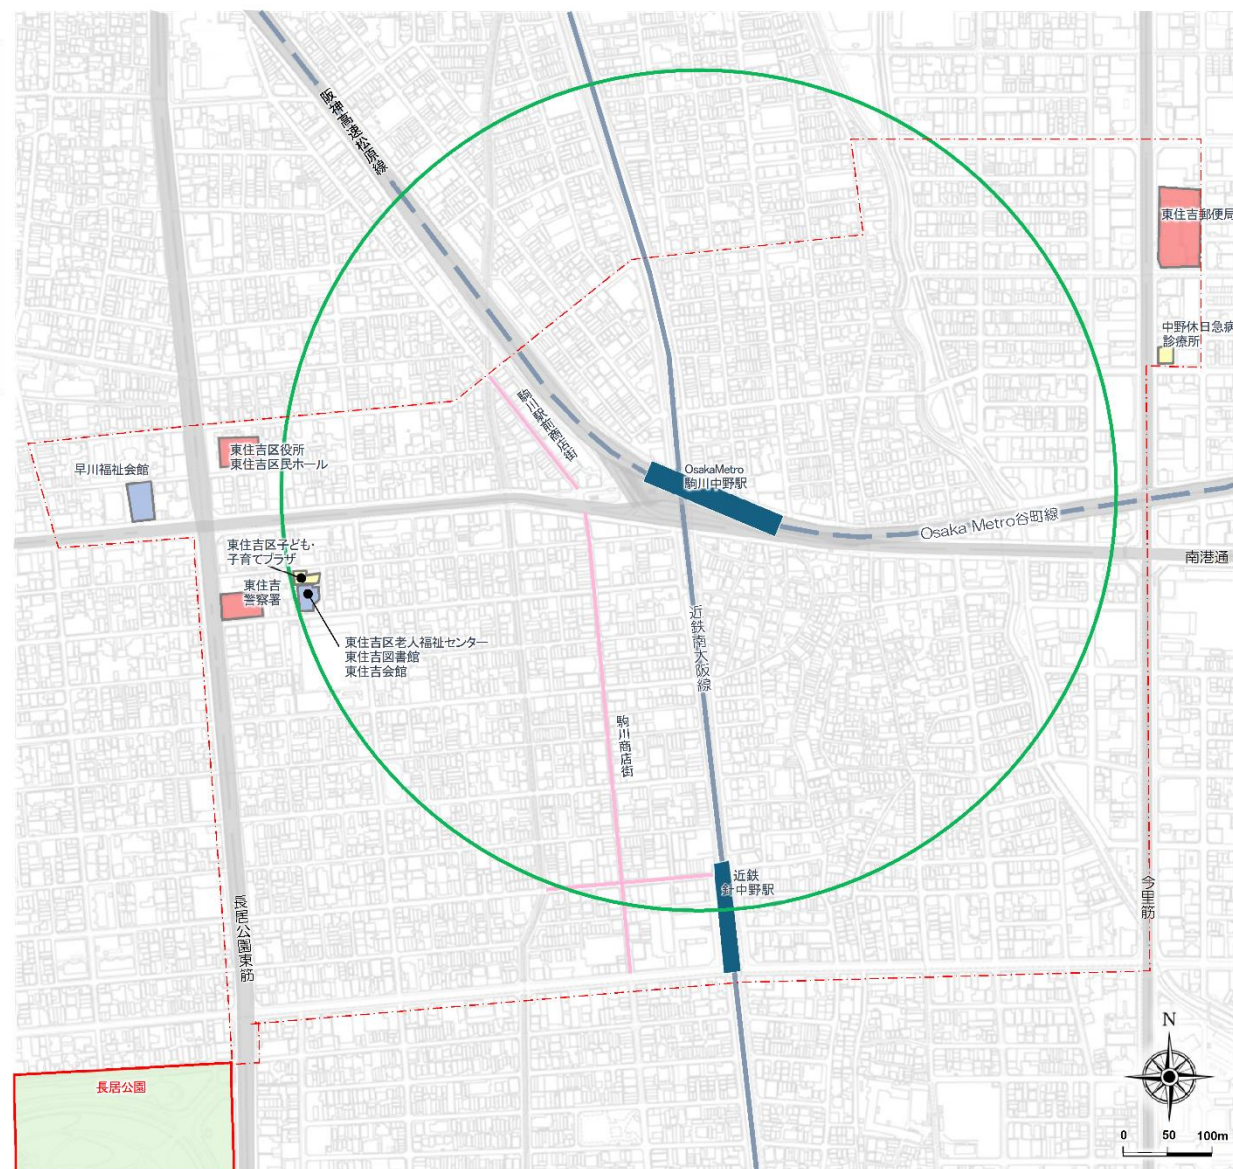 阪神高速松原線
東住吉郵便局
中野休日急病
診療所
駒川駅前商店街
東住吉区役所
東住吉区民ホール
早川福祉会館
OsakaMetro
駒川中野駅
Osaka Metro谷町線
南港通
東住吉区子ども・
子育てプラザ
東住吉
警察署
東住吉区老人福祉センター
東住吉図書館
東住吉会館
近鉄南大阪線
駒川商店街
近鉄
針中野駅
今里筋
長居公園東筋
長居公園
N
0 50 100m